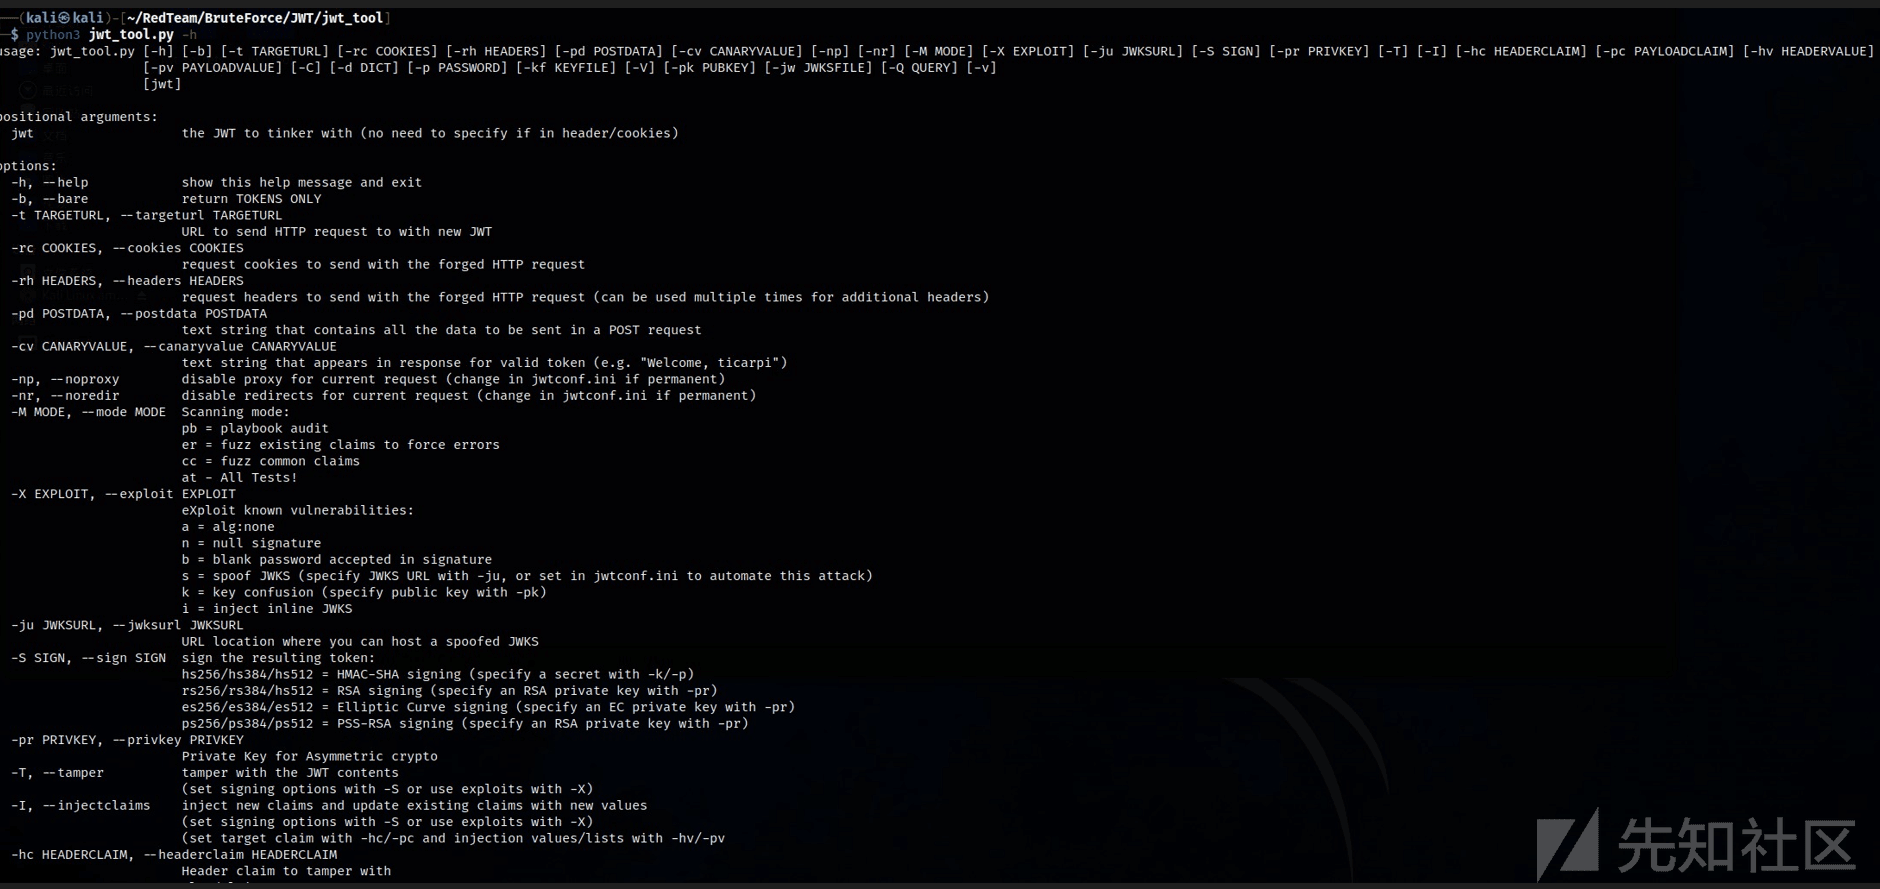 (kali㉿kali)-[~/RedTeam/BruteForce/JWT/jwt_tool]
$ python3 jwt_tool.py -h
usage: jwt_tool.py [-h] [-b] [-t TARGETURL] [-rc COOKIES] [-rh HEADERS] [-pd POSTDATA] [-cv CANARYVALUE] [-np] [-nr] [-M MODE] [-X EXPLOIT] [-ju JWKSURL] [-S SIGN] [-pr PRIVKEY] [-T] [-I] [-hc HEADERCLAIM] [-pc PAYLOADCLAIM] [-hv HEADERVALUE]
[-pv PAYLOADVALUE] [-C] [-d DICT] [-p PASSWORD] [-kf KEYFILE] [-V] [-pk PUBKEY] [-jw JWKSFILE] [-Q QUERY] [-v]
[jwt]
positional arguments:
jwt the JWT to tinker with (no need to specify if in header/cookies)
options:
-h, --help show this help message and exit
-b, --bare return TOKENS ONLY
-t TARGETURL, --targeturl TARGETURL
URL to send HTTP request to with new JWT
-rc COOKIES, --cookies COOKIES
request cookies to send with the forged HTTP request
-rh HEADERS, --headers HEADERS
request headers to send with the forged HTTP request (can be used multiple times for additional headers)
-pd POSTDATA, --postdata POSTDATA
text string that contains all the data to be sent in a POST request
-cv CANARYVALUE, --canaryvalue CANARYVALUE
text string that appears in response for valid token (e.g. "Welcome, ticarpi")
-np, --noproxy disable proxy for current request (change in jwtconf.ini if permanent)
-nr, --noredir disable redirects for current request (change in jwtconf.ini if permanent)
-M MODE, --mode MODE Scanning mode:
pb = playbook audit
er = fuzz existing claims to force errors
cc = fuzz common claims
at - All Tests!
-X EXPLOIT, --exploit EXPLOIT
eXploit known vulnerabilities:
a = alg:none
n = null signature
b = blank password accepted in signature
s = spoof JWKS (specify JWKS URL with -ju, or set in jwtconf.ini to automate this attack)
k = key confusion (specify public key with -pk)
i = inject inline JWKS
-ju JWKSURL, --jwksurl JWKSURL
URL location where you can host a spoofed JWKS
-S SIGN, --sign SIGN sign the resulting token:
hs256/hs384/hs512 = HMAC-SHA signing (specify a secret with -k/-p)
rs256/rs384/hs512 = RSA signing (specify an RSA private key with -pr)
es256/es384/es512 = Elliptic Curve signing (specify an EC private key with -pr)
ps256/ps384/ps512 = PSS-RSA signing (specify an RSA private key with -pr)
-pr PRIVKEY, --privkey PRIVKEY
Private Key for Asymmetric crypto
-T, --tamper tamper with the JWT contents
(set signing options with -S or use exploits with -X)
-I, --injectclaims inject new claims and update existing claims with new values
(set signing options with -S or use exploits with -X)
(set target claim with -hc/-pc and injection values/lists with -hv/-pv
-hc HEADERCLAIM, --headerclaim HEADERCLAIM
Header claim to tamper with
先知社区